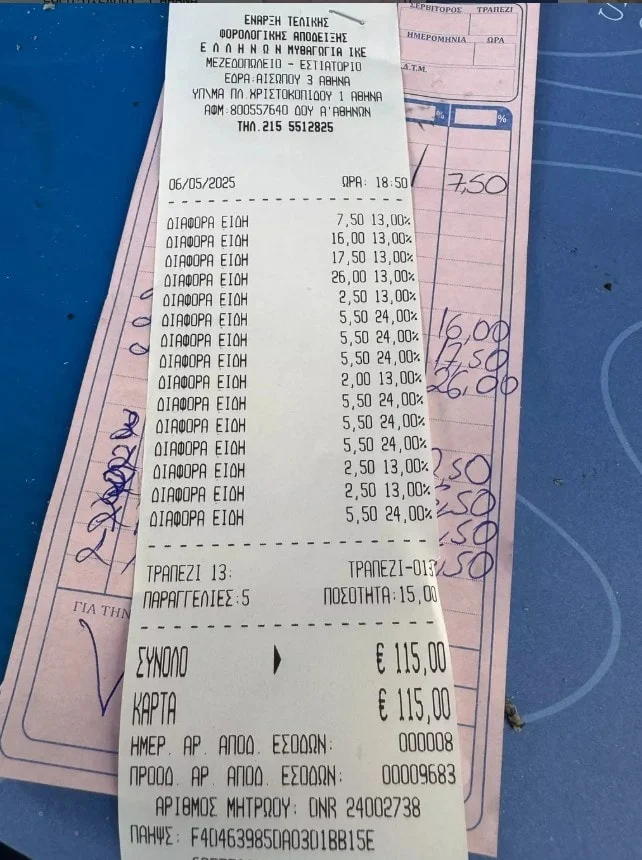 ΕΝΑΡΞΗ ΤΕΛΙΚΗΣ
ΦΟΡΟΛΟΓΙΚΗΣ ΑΠΟΔΕΙΞΗΣ
Ε Λ Λ Η Ν Ω Ν ΜΥΘΑΓΩΓΙΑ ΙΚΕ
ΜΕΖΕΔΟΠΩΛΕΙΟ - ΕΣΤΙΑΤΟΡΙΟ
ΕΔΡΑ:ΑΙΣΩΠΟΥ 3 ΑΘΗΝΑ
ΥΠ/ΜΑ ΠΛ.ΧΡΙΣΤΟΚΟΠΙΔΟΥ 1 ΑΘΗΝΑ
ΑΦΜ:800557640 ΔΟΥ Α'ΑΘΗΝΩΝ
ΤΗΛ.215 5512825
06/05/2025 ΩΡΑ: 18:50
ΔΙΑΦΟΡΑ ΕΙΔΗ 7,50 13,00%
ΔΙΑΦΟΡΑ ΕΙΔΗ 16,00 13,00%
ΔΙΑΦΟΡΑ ΕΙΔΗ 17,50 13,00%
ΔΙΑΦΟΡΑ ΕΙΔΗ 26,00 13,00%
ΔΙΑΦΟΡΑ ΕΙΔΗ 2,50 13,00%
ΔΙΑΦΟΡΑ ΕΙΔΗ 5,50 24,00%
ΔΙΑΦΟΡΑ ΕΙΔΗ 5,50 24,00%
ΔΙΑΦΟΡΑ ΕΙΔΗ 5,50 24,00%
ΔΙΑΦΟΡΑ ΕΙΔΗ 2,00 13,00%
ΔΙΑΦΟΡΑ ΕΙΔΗ 5,50 24,00%
ΔΙΑΦΟΡΑ ΕΙΔΗ 5,50 24,00%
ΔΙΑΦΟΡΑ ΕΙΔΗ 5,50 24,00%
ΔΙΑΦΟΡΑ ΕΙΔΗ 2,50 13,00%
ΔΙΑΦΟΡΑ ΕΙΔΗ 2,50 13,00%
ΔΙΑΦΟΡΑ ΕΙΔΗ 5,50 24,00%
ΤΡΑΠΕΖΙ 13: ΤΡΑΠΕΖΙ-013
ΠΑΡΑΓΓΕΛΙΕΣ:5 ΠΟΣΟΤΗΤΑ:15,00
ΣΥΝΟΛΟ € 115,00
ΚΑΡΤΑ € 115,00
ΗΜΕΡ. ΑΡ. ΑΠΟΔ. ΕΣΟΔΩΝ: 000008
ΠΡΟΟΔ. ΑΡ. ΑΠΟΔ. ΕΣΟΔΩΝ: 00009683
ΑΡΙΘΜΟΣ ΜΗΤΡΩΟΥ: DNR 24002738
ΠΑΗΨΣ: F4D463985DA03D1BB15E
ΣΕΡΒΙΤΟΡΟΣ ΤΡΑΠΕΖΙ
ΗΜΕΡΟΜΗΝΙΑ ΩΡΑ
% %
7,50
16,00
17,50
26,00
,50
,50
,50
,50
ΓΙΑ ΤΗΝ